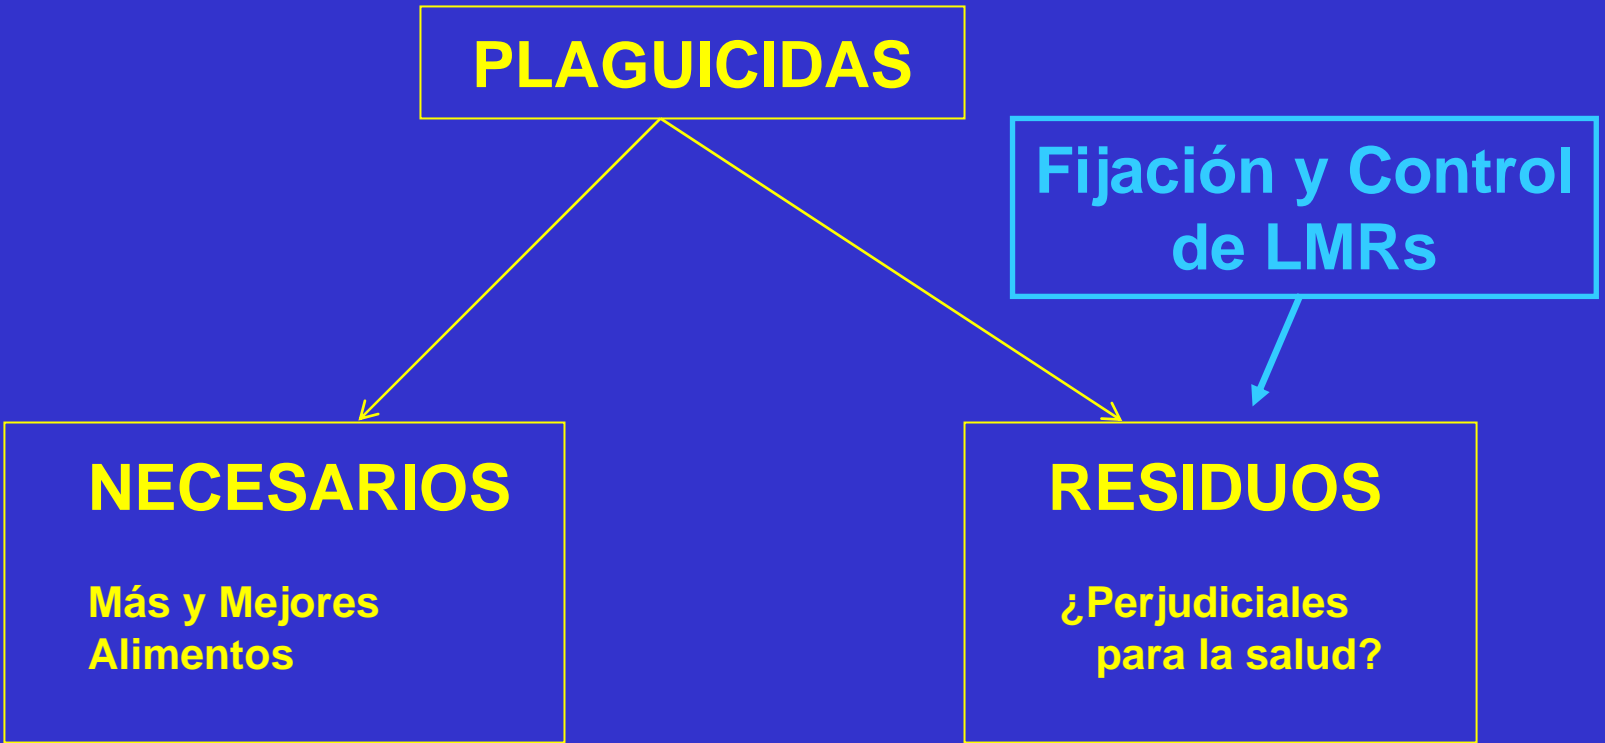 PLAGUICIDAS
Fijación y Control
de LMRs
NECESARIOS
Más y Mejores
Alimentos
RESIDUOS
¿Perjudiciales
para la salud?